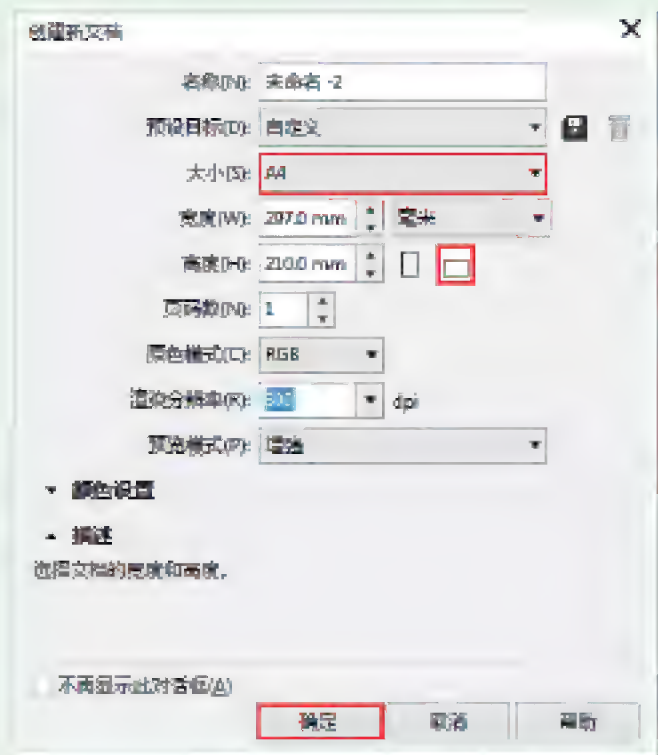 创建新文档
名称(N): 未命名 -2
预设目标(D): 自定义
大小(S): A4
宽度(W): 297.0 mm 毫米
高度(H): 210.0 mm
页码数(N): 1
原色模式(C): RGB
渲染分辨率(R): 300 dpi
预览模式(P): 增强
颜色设置
描述
选择文档的宽度和高度。
不再显示此对话框(A)
确定 取消 帮助